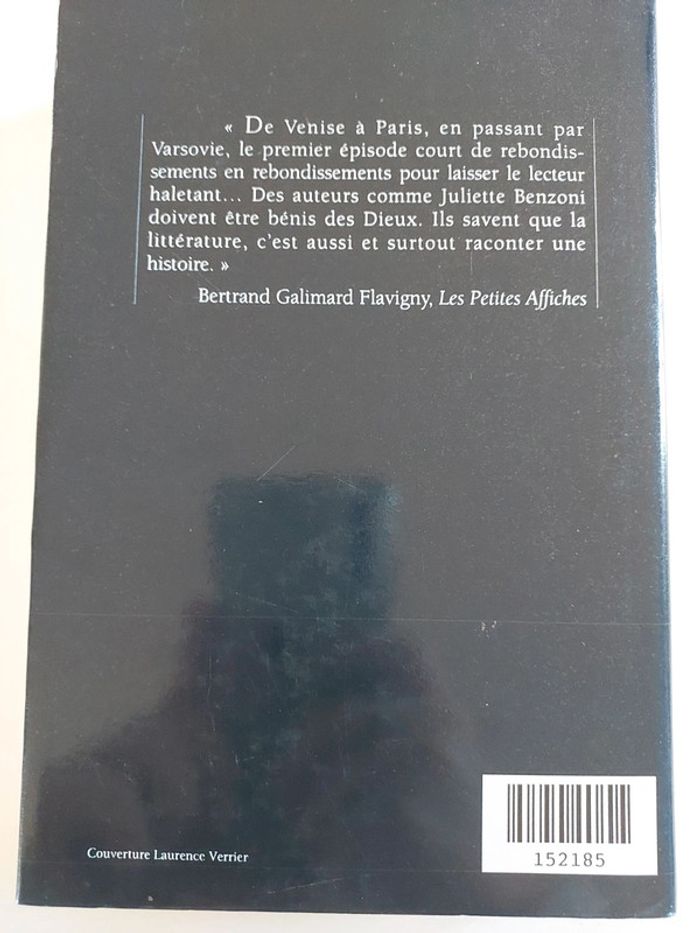 « De Venise à Paris, en passant par
Varsovie, le premier épisode court de rebondis-
sements en rebondissements pour laisser le lecteur
haletant... Des auteurs comme Juliette Benzoni
doivent être bénis des Dieux. Ils savent que la
littérature, c'est aussi et surtout raconter une
histoire. »
Bertrand Galimard Flavigny, Les Petites Affiches
Couverture Laurence Verrier
152185